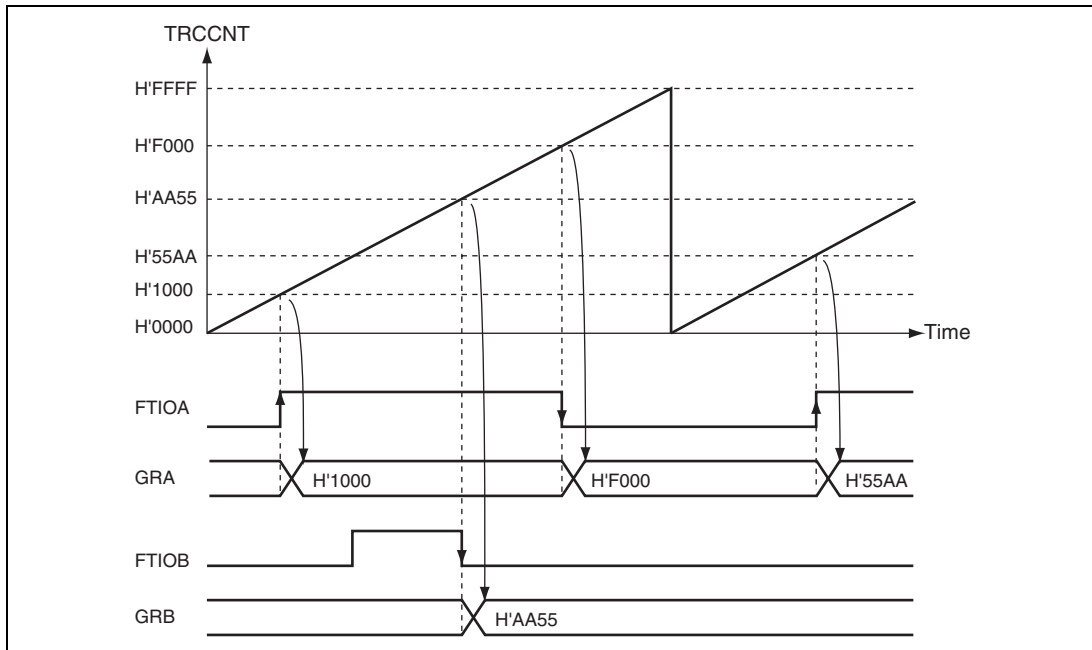 TRCCNT
H'FFFF
H'F000
H'AA55
H'55AA
H'1000
H'0000
Time
FTIOA
GRA H'1000 H'F000 H'55AA
FTIOB
GRB H'AA55